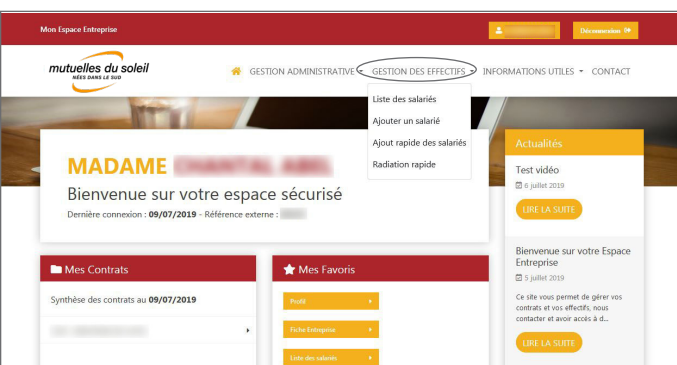 Mon Espace Entreprise
Déconnexion
mutuelles du soleil
NÉES DANS LE SUD
GESTION ADMINISTRATIVE
GESTION DES EFFECTIFS
INFORMATIONS UTILES
CONTACT
Liste des salariés
Ajouter un salarié
Ajout rapide des salariés
Radiation rapide
MADAME
Bienvenue sur votre espace sécurisé
Dernière connexion : 09/07/2019 - Référence externe :
Actualités
Test vidéo
6 juillet 2019
LIRE LA SUITE
Bienvenue sur votre Espace
Entreprise
5 juillet 2019
Ce site vous permet de gérer vos
contrats et vos effectifs, nous
contacter et avoir accès à d...
LIRE LA SUITE
Mes Contrats
Synthèse des contrats au 09/07/2019
Mes Favoris
Profil
Fiche Entreprise
Liste des salariés